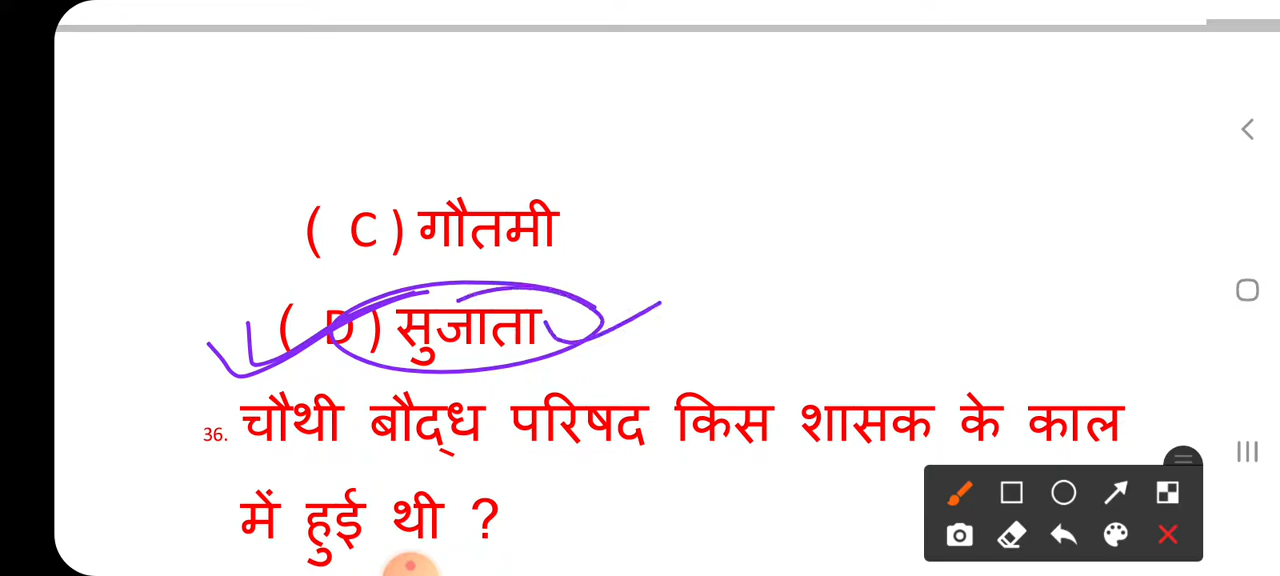 ( C ) गौतमी
( D ) सुजाता
36. चौथी बौद्ध परिषद किस शासक के काल
में हुई थी ?